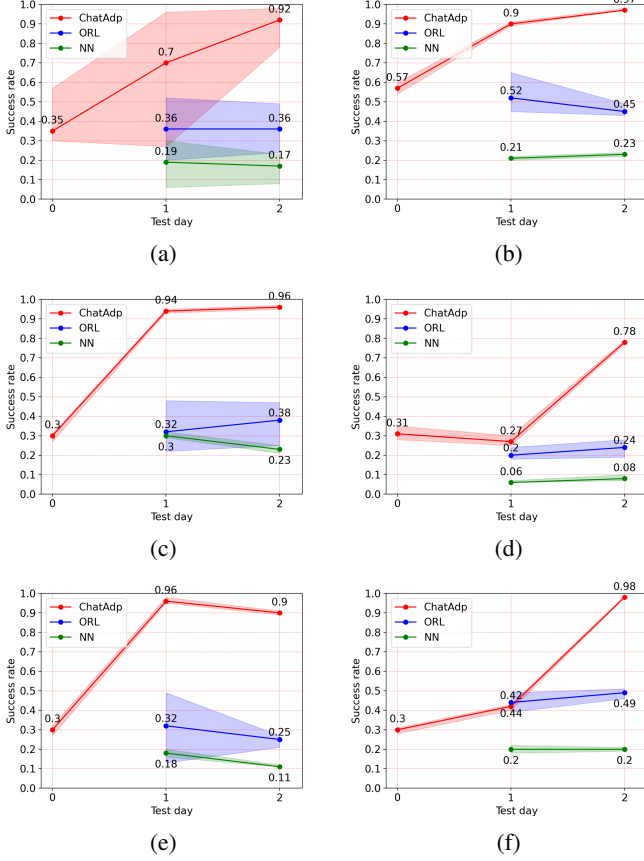 ChatAdp
ORL
NN
Success rate
1.0
0.9
0.8
0.7
0.6
0.5
0.4
0.3
0.2
0.1
0.0
0.35
0.7
0.92
0.36
0.36
0.19
0.17
0 1 2
Test day
(a)
ChatAdp
ORL
NN
Success rate
1.0
0.9
0.8
0.7
0.6
0.5
0.4
0.3
0.2
0.1
0.0
0.57
0.9
0.97
0.52
0.45
0.21
0.23
0 1 2
Test day
(b)
ChatAdp
ORL
NN
Success rate
1.0
0.9
0.8
0.7
0.6
0.5
0.4
0.3
0.2
0.1
0.0
0.3
0.94
0.96
0.32
0.38
0.3
0.23
0 1 2
Test day
(c)
ChatAdp
ORL
NN
Success rate
1.0
0.9
0.8
0.7
0.6
0.5
0.4
0.3
0.2
0.1
0.0
0.31
0.27
0.78
0.2
0.24
0.06
0.08
0 1 2
Test day
(d)
ChatAdp
ORL
NN
Success rate
1.0
0.9
0.8
0.7
0.6
0.5
0.4
0.3
0.2
0.1
0.0
0.3
0.96
0.9
0.32
0.25
0.18
0.11
0 1 2
Test day
(e)
ChatAdp
ORL
NN
Success rate
1.0
0.9
0.8
0.7
0.6
0.5
0.4
0.3
0.2
0.1
0.0
0.3
0.42
0.98
0.44
0.49
0.2
0.2
0 1 2
Test day
(f)